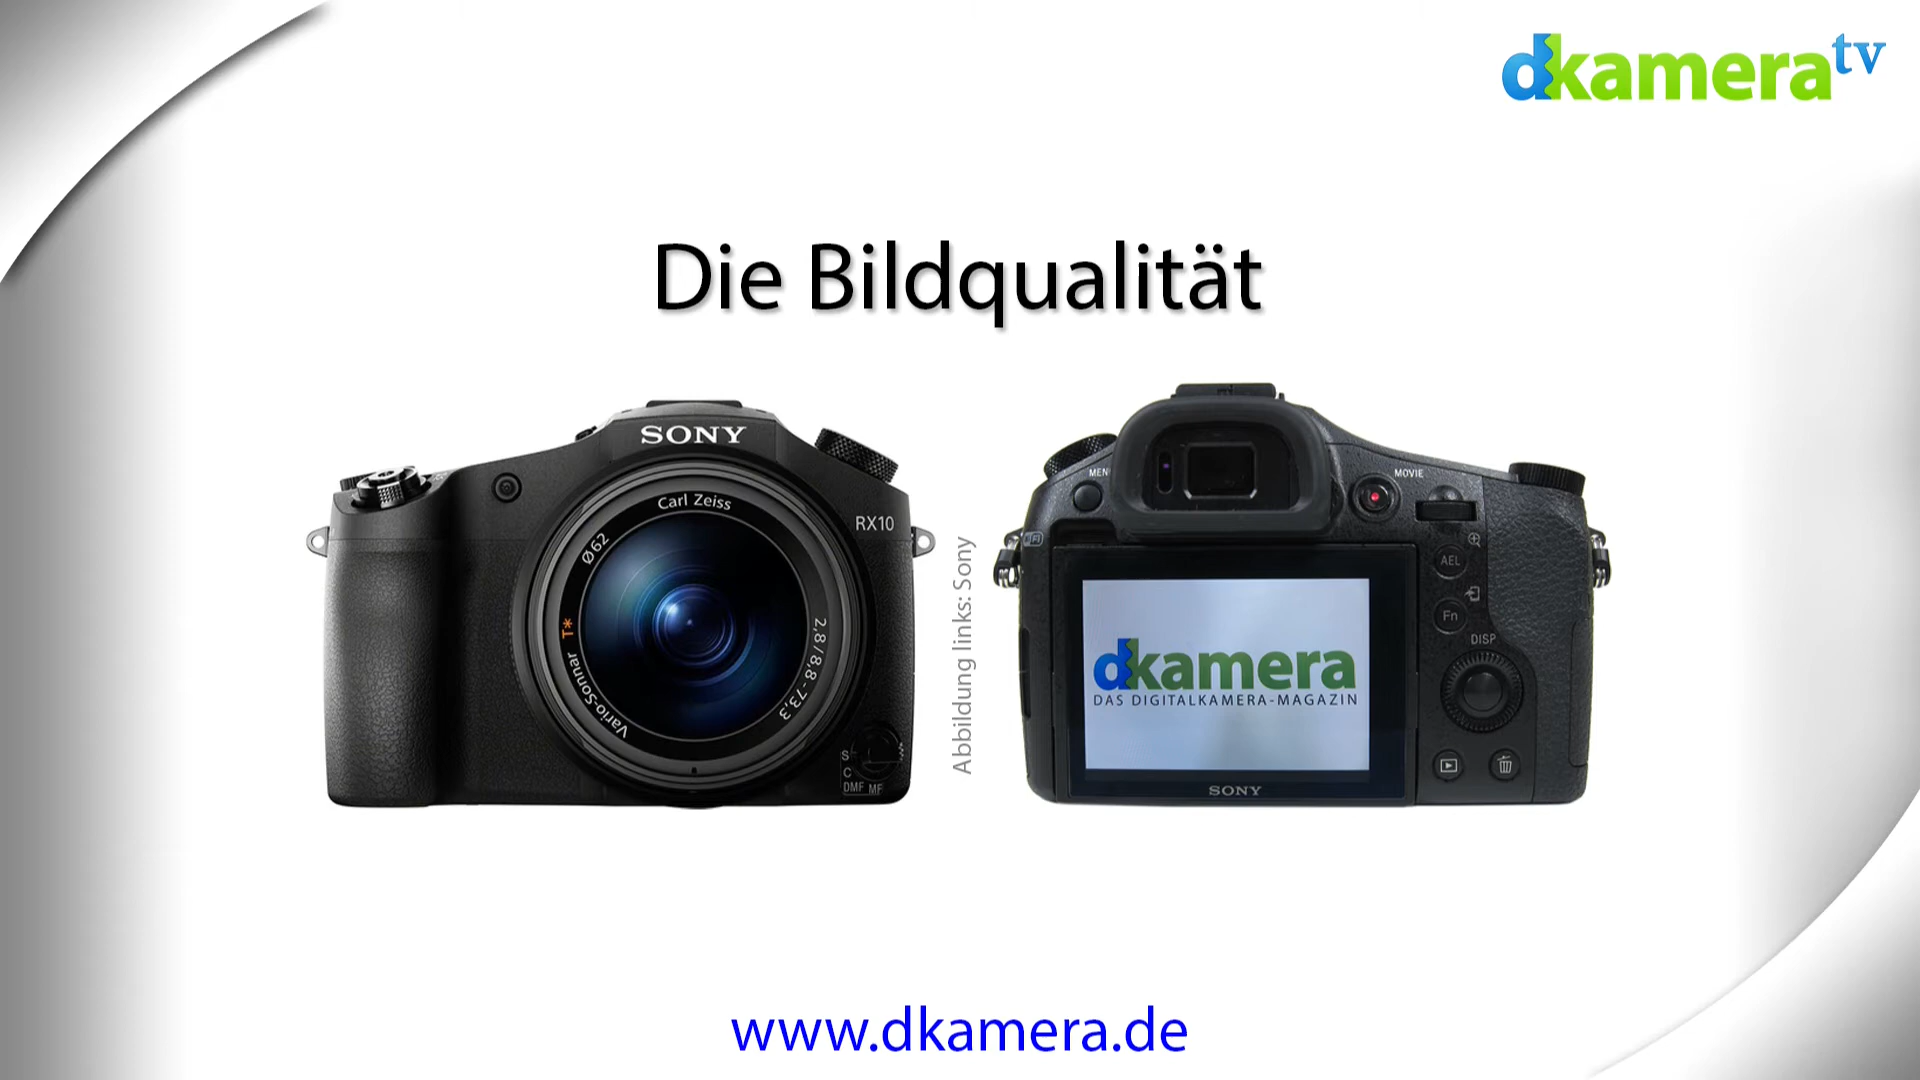 dkamera tv
Die Bildqualität
SONY
Carl Zeiss
RX10
Ø62
T*
Vario-Sonnar
2,8/8,8-73,3
S
C
DMF MF
Abbildung links: Sony
MEN
MOVIE
AEL
Fn
DISP
dkamera
DAS DIGITALKAMERA-MAGAZIN
SONY
www.dkamera.de